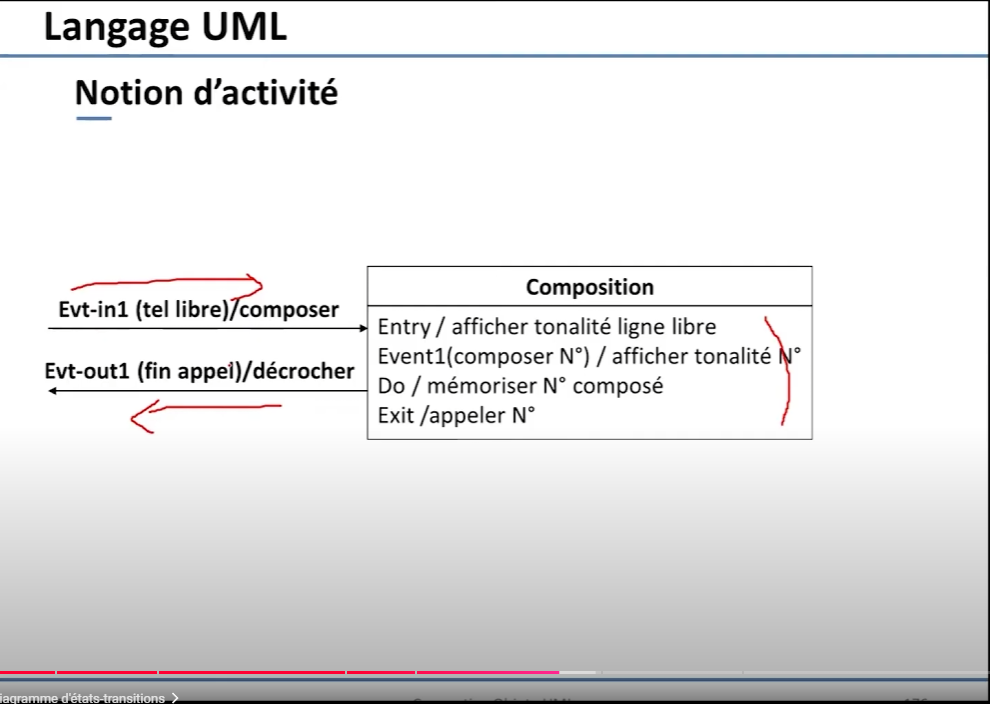 Langage UML
Notion d’activité
Evt-in1 (tel libre)/composer
Evt-out1 (fin appel)/décrocher
Composition
Entry / afficher tonalité ligne libre
Event1(composer N°) / afficher tonalité N°
Do / mémoriser N° composé
Exit /appeler N°
iagramme d'états-transitions